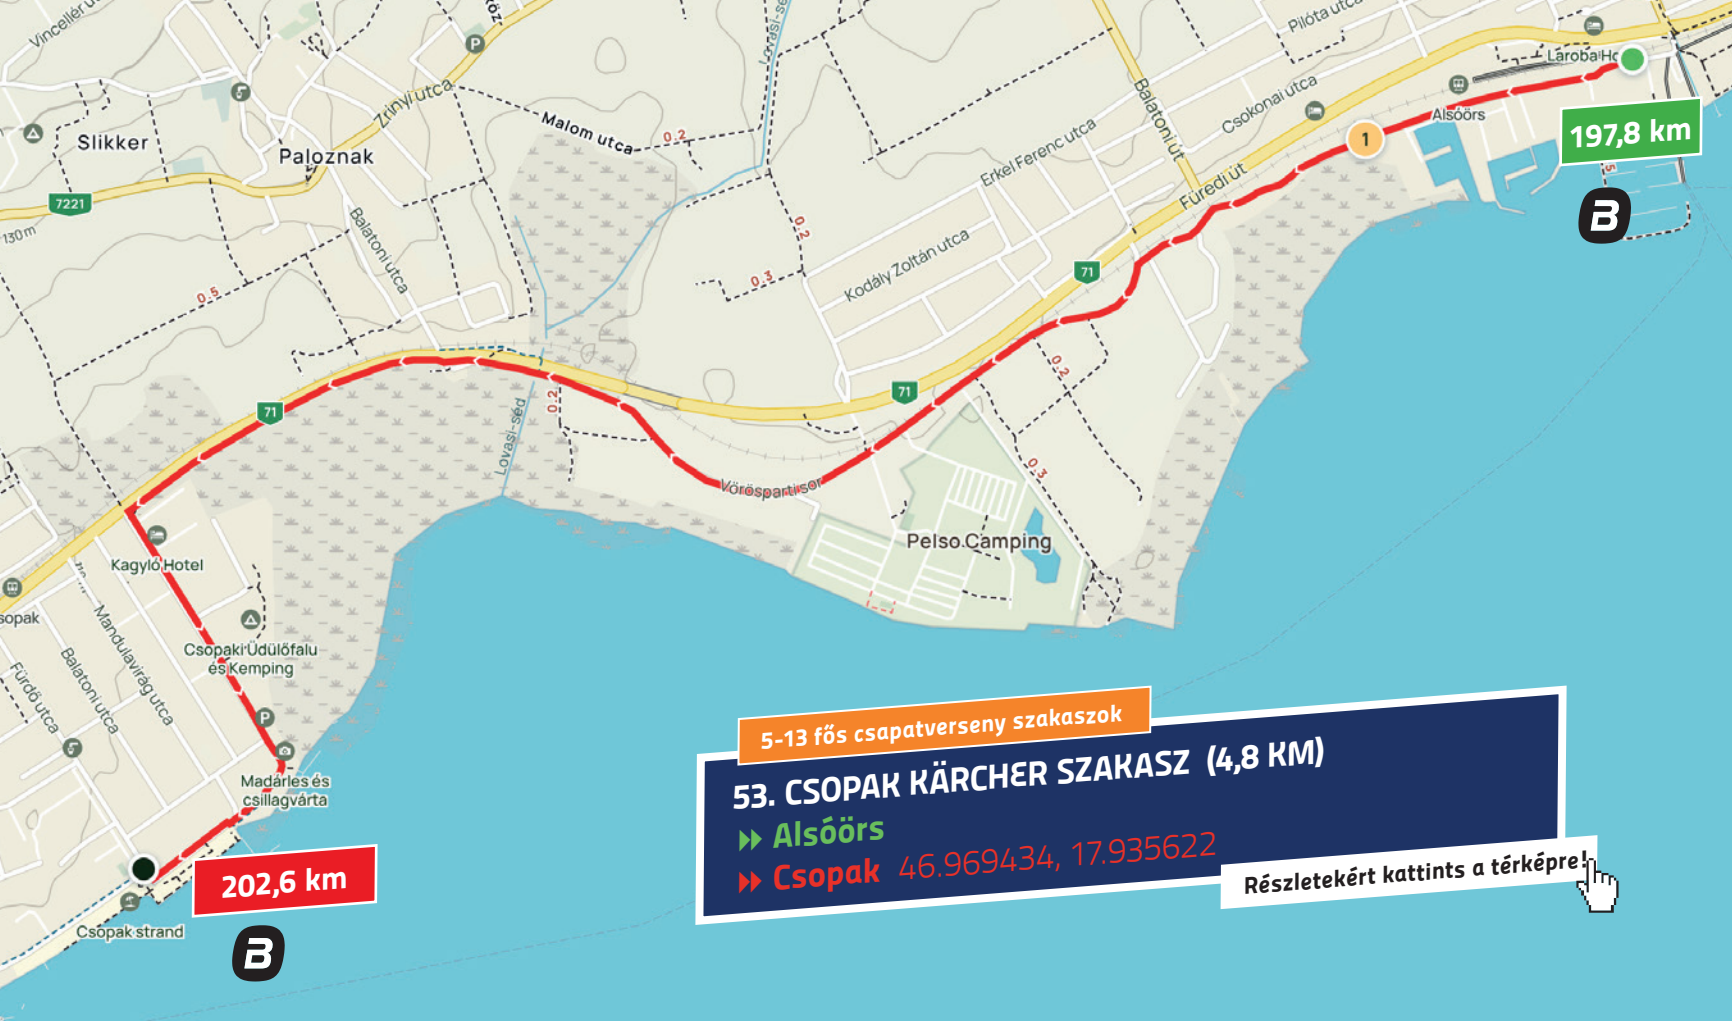 Vincellér u
köz
P
Lovasi-séd
Pilóta utca
Laroba Ho
Zrínyi utca
Balatoni út
Csokonai utca
Alsóörs
197,8 km
Slikker
Paloznak
Malom utca
0.2
Erkel Ferenc utca
1
5
7221
130 m
Balatoni utca
0.2
Füredi út
B
0.5
0.3
Kodály Zoltán utca
71
71
71
0.2
0.2
Lovasi-séd
0.3
Vörösparti sor
Pelso Camping
Kagyló Hotel
sopak
Mandulavirág utca
Csopaki Üdülőfalu
és Kemping
Balatoni utca
Fürdő utca
P
Madárles és
csillagvárta
202,6 km
Csopak strand
B
5-13 fős csapatverseny szakaszok
53. CSOPAK KÄRCHER SZAKASZ (4,8 KM)
Alsóörs
Csopak 46.969434, 17.935622
Részletekért kattints a térképre!